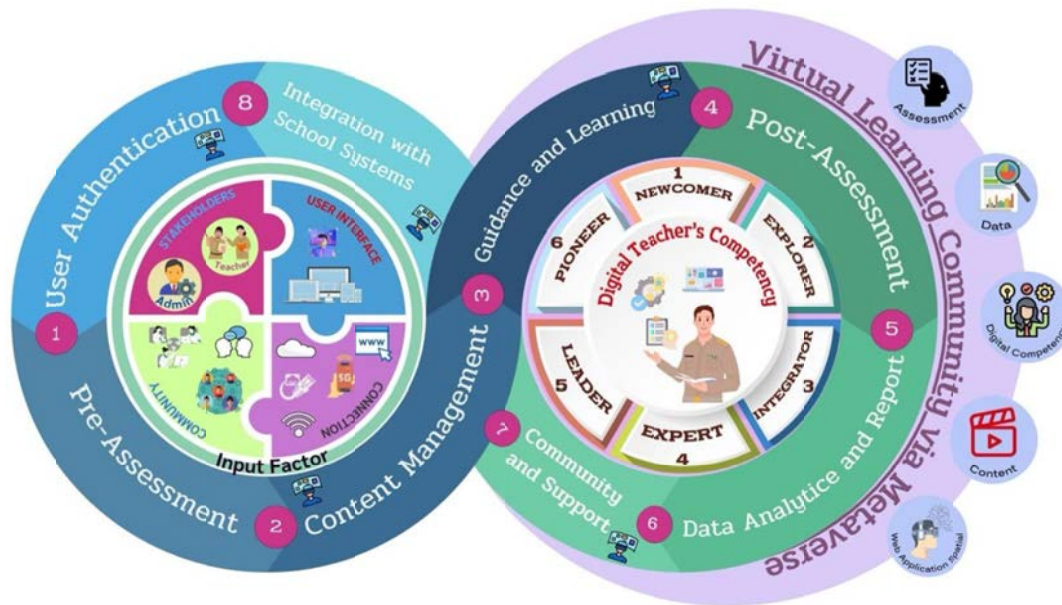 8
User Authentication
Integration with
School Systems
1
Pre-Assessment
2
Content Management
3
Guidance and Learning
4
Post-Assessment
5
Data Analytice and Report
6
Community
and Support
7
STAKEHOLDERS
Teacher
Admin
USER INTERFACE
COMMUNITY
CONNECTION
WWW
5G
Input Factor
Digital Teacher's Competency
1
NEWCOMER
2
EXPLORER
3
INTEGRATOR
4
EXPERT
5
LEADER
6
PIONEER
Virtual Learning Community via Metaverse
Assessment
Data
Digital Competency
Content
Web Application Spatial